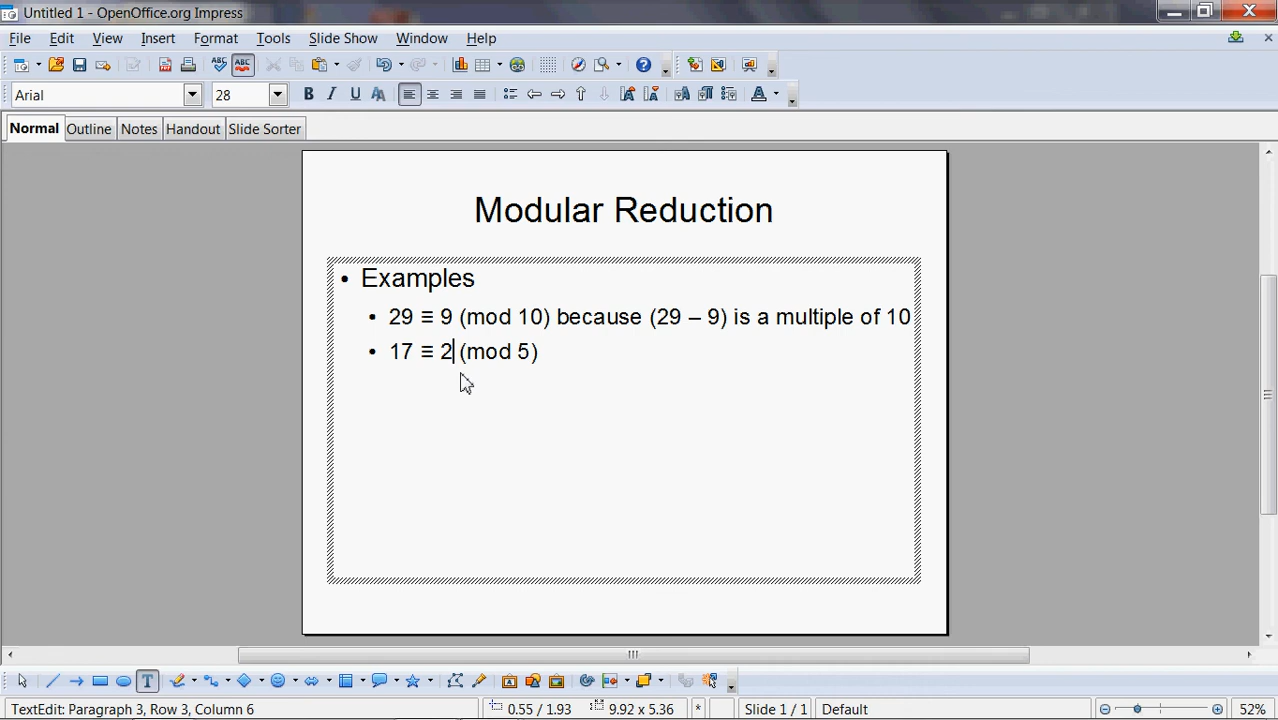 Untitled 1 - OpenOffice.org Impress
File Edit View Insert Format Tools Slide Show Window Help
Arial 28
Normal Outline Notes Handout Slide Sorter
Modular Reduction
• Examples
• 29 ≡ 9 (mod 10) because (29 – 9) is a multiple of 10
• 17 ≡ 2 (mod 5)
TextEdit: Paragraph 3, Row 3, Column 6 0.55 / 1.93 9.92 x 5.36 * Slide 1 / 1 Default 52%